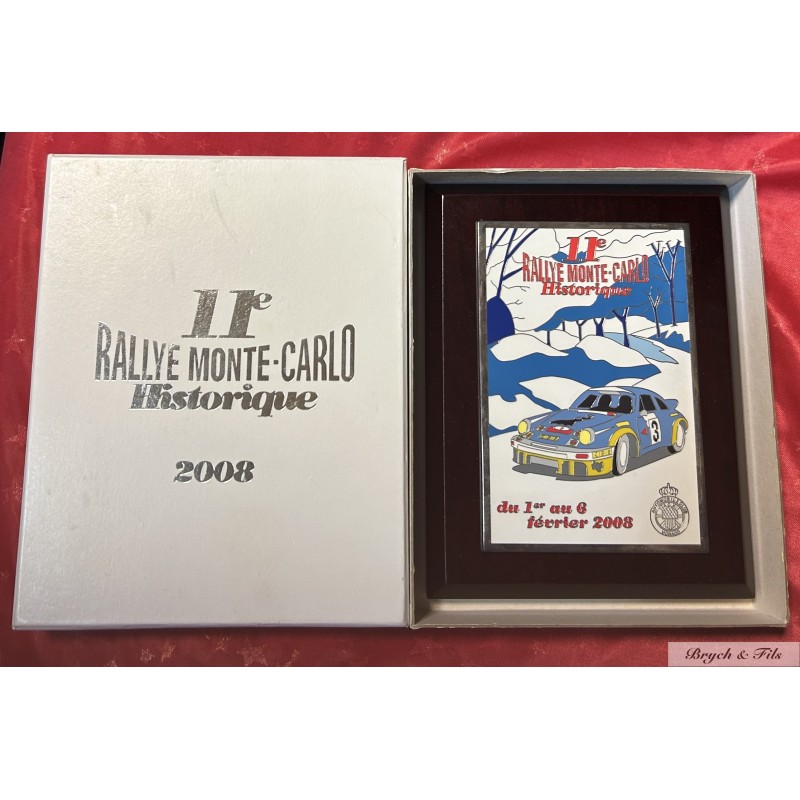 11e
RALLYE MONTE-CARLO
Historique
2008
11e
RALLYE MONTE-CARLO
Historique
3
du 1er au 6
février 2008
Brych & Fils